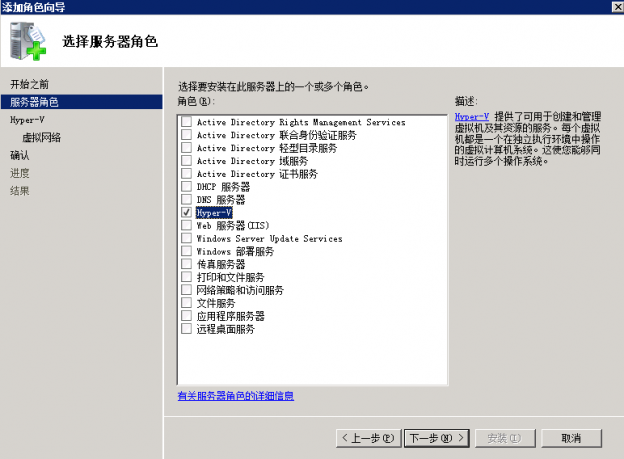 添加角色向导
选择服务器角色
开始之前
服务器角色
Hyper-V
虚拟网络
确认
进度
结果
选择要安装在此服务器上的一个或多个角色。
角色(R):
Active Directory Rights Management Services
Active Directory 联合身份验证服务
Active Directory 轻型目录服务
Active Directory 域服务
Active Directory 证书服务
DHCP 服务器
DNS 服务器
Hyper-V
Web 服务器(IIS)
Windows Server Update Services
Windows 部署服务
传真服务器
打印和文件服务
网络策略和访问服务
文件服务
应用程序服务器
远程桌面服务
有关服务器角色的详细信息
描述:
Hyper-V 提供了可用于创建和管理
虚拟机及其资源的服务。每个虚拟
机都是一个在独立执行环境中操作
的虚拟计算机系统。这使您能够同
时运行多个操作系统。
< 上一步(P)
下一步(N) >
安装(I)
取消